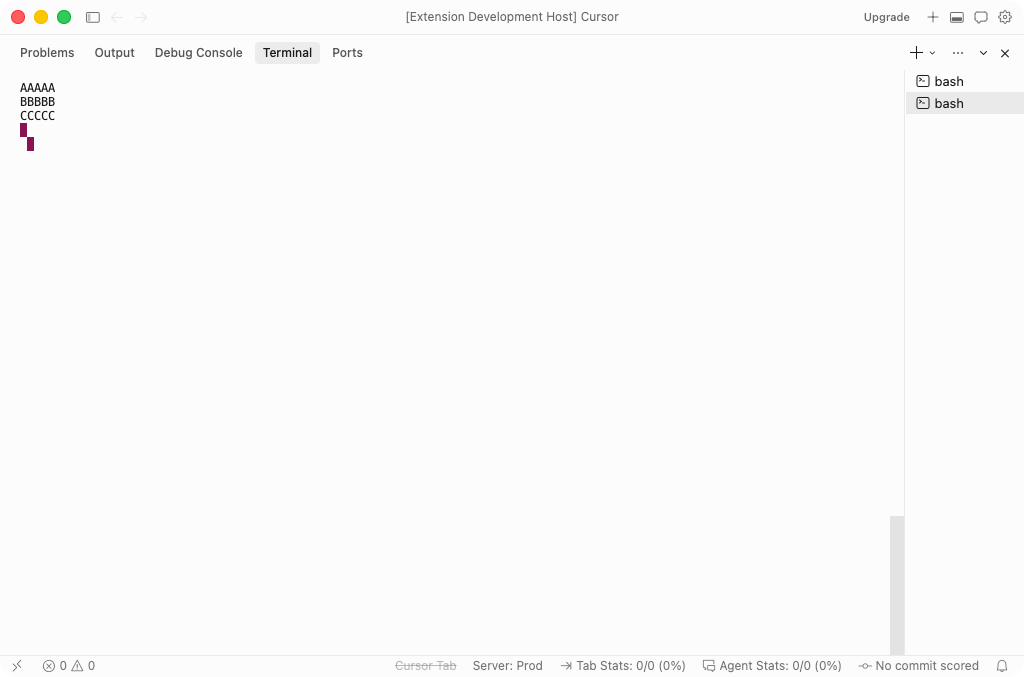 [Extension Development Host] Cursor
Upgrade
Problems
Output
Debug Console
Terminal
Ports
AAAAA
BBBBB
CCCCC
bash
bash
0
0
Cursor Tab
Server: Prod
Tab Stats: 0/0 (0%)
Agent Stats: 0/0 (0%)
No commit scored